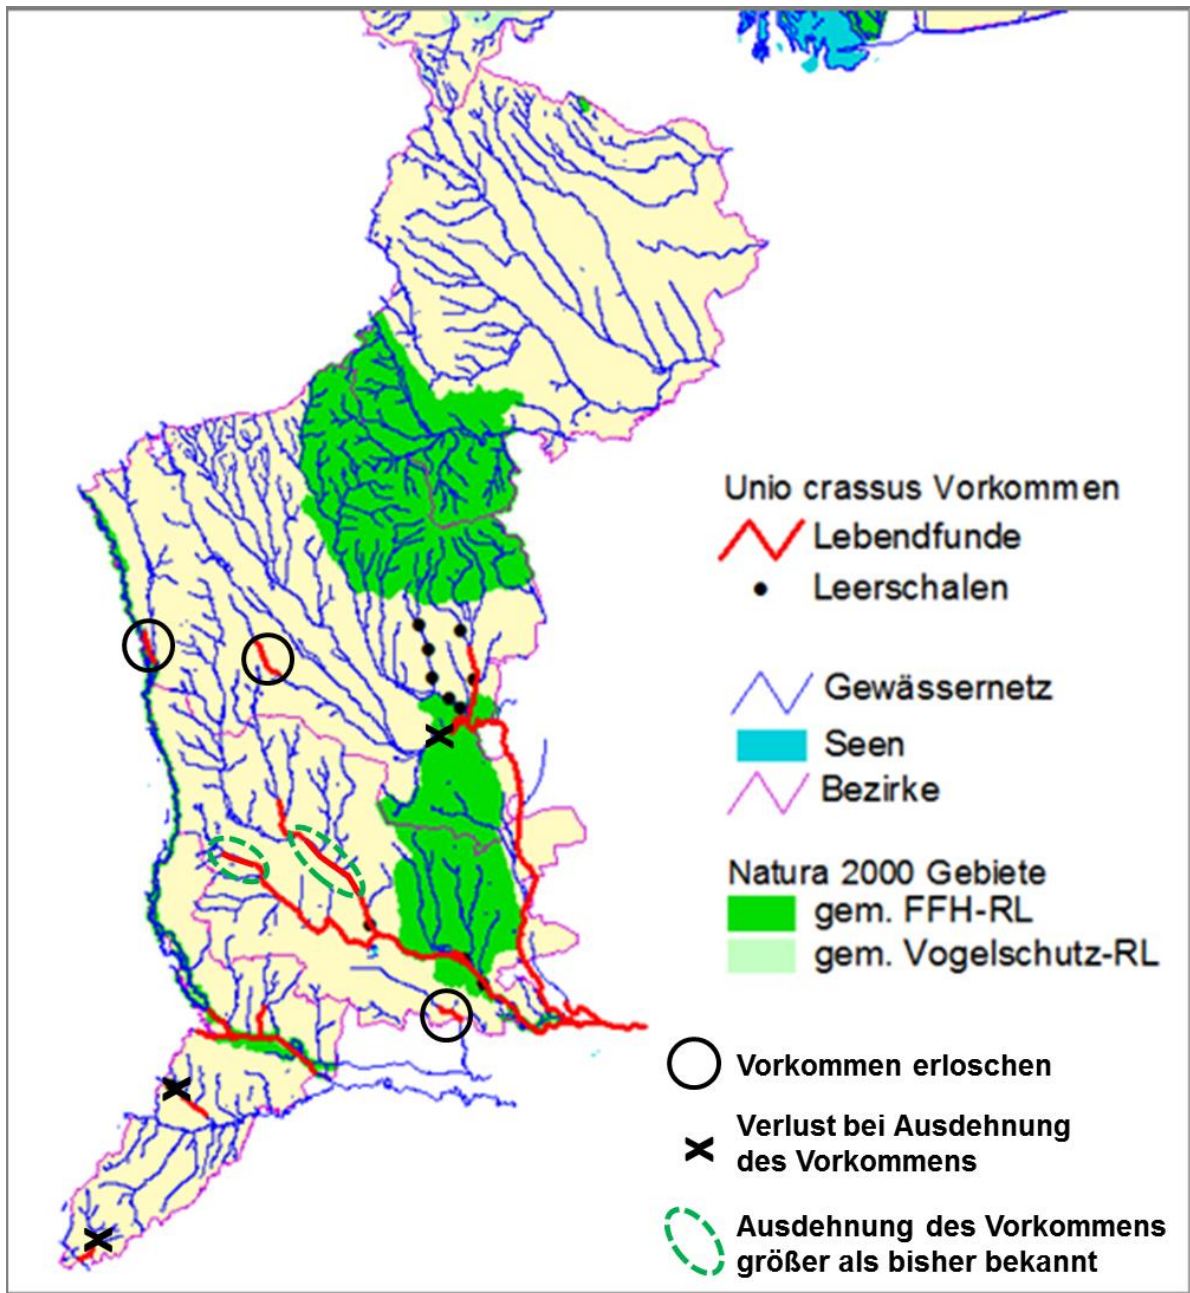 Unio crassus Vorkommen
Lebendfunde
Leerschalen
Gewässernetz
Seen
Bezirke
Natura 2000 Gebiete
gem. FFH-RL
gem. Vogelschutz-RL
Vorkommen erloschen
Verlust bei Ausdehnung
des Vorkommens
Ausdehnung des Vorkommens
größer als bisher bekannt